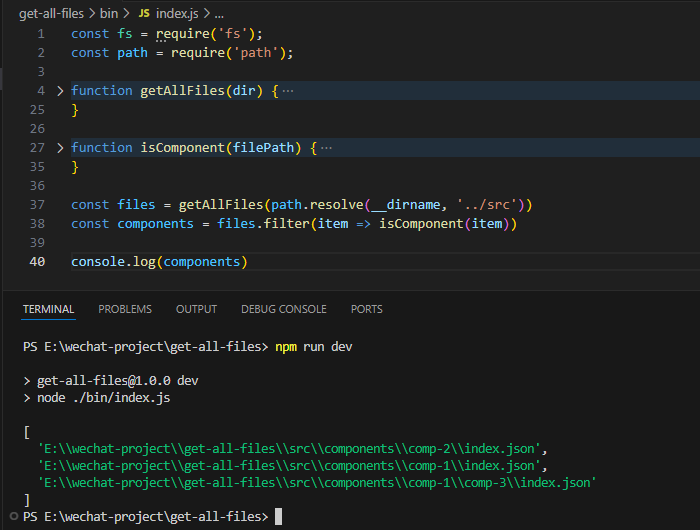 get-all-files > bin > JS index.js > ...
1 const fs = require('fs');
2 const path = require('path');
3
4 > function getAllFiles(dir) { ···
25 }
26
27 > function isComponent(filePath) { ···
35 }
36
37 const files = getAllFiles(path.resolve(__dirname, '../src'))
38 const components = files.filter(item => isComponent(item))
39
40 console.log(components)
TERMINAL PROBLEMS OUTPUT DEBUG CONSOLE PORTS
PS E:\wechat-project\get-all-files> npm run dev
> get-all-files@1.0.0 dev
> node ./bin/index.js
[
'E:\\wechat-project\\get-all-files\\src\\components\\comp-2\\index.json',
'E:\\wechat-project\\get-all-files\\src\\components\\comp-1\\index.json',
'E:\\wechat-project\\get-all-files\\src\\components\\comp-1\\comp-3\\index.json'
]
PS E:\wechat-project\get-all-files>